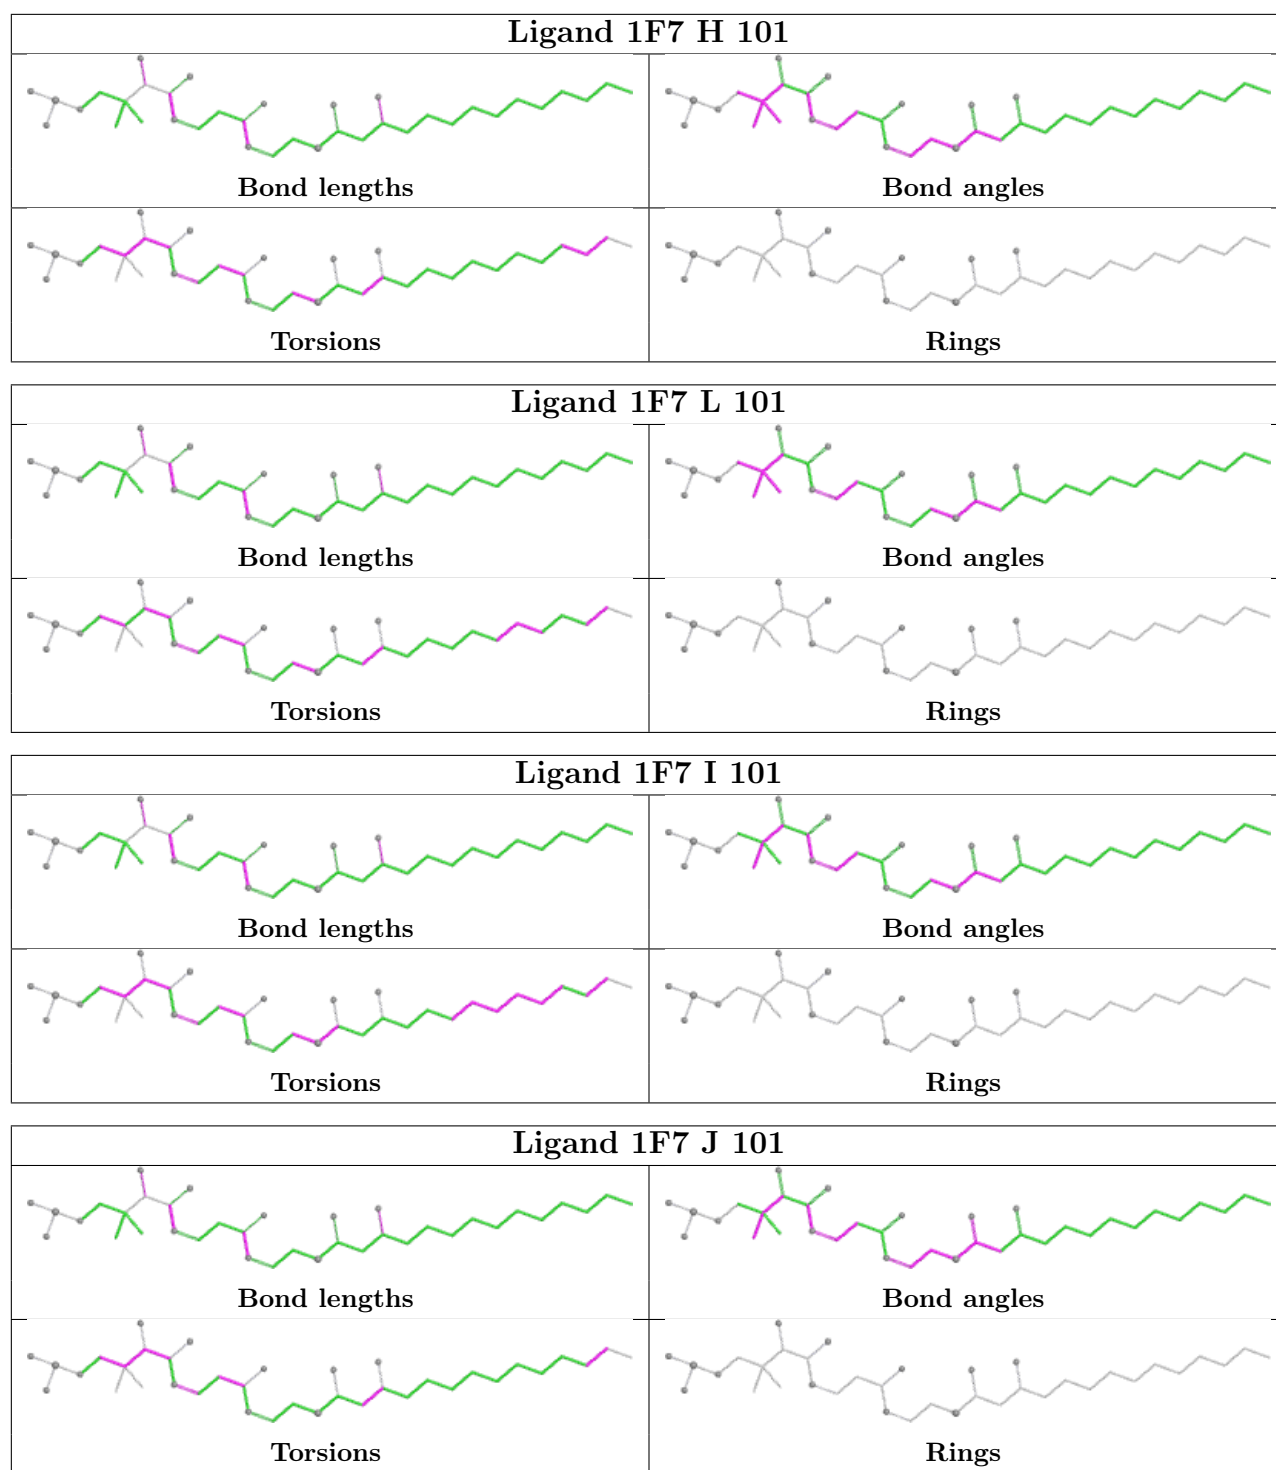 Ligand 1F7 H 101
Bond lengths
Bond angles
Torsions
Rings
Ligand 1F7 L 101
Bond lengths
Bond angles
Torsions
Rings
Ligand 1F7 I 101
Bond lengths
Bond angles
Torsions
Rings
Ligand 1F7 J 101
Bond lengths
Bond angles
Torsions
Rings